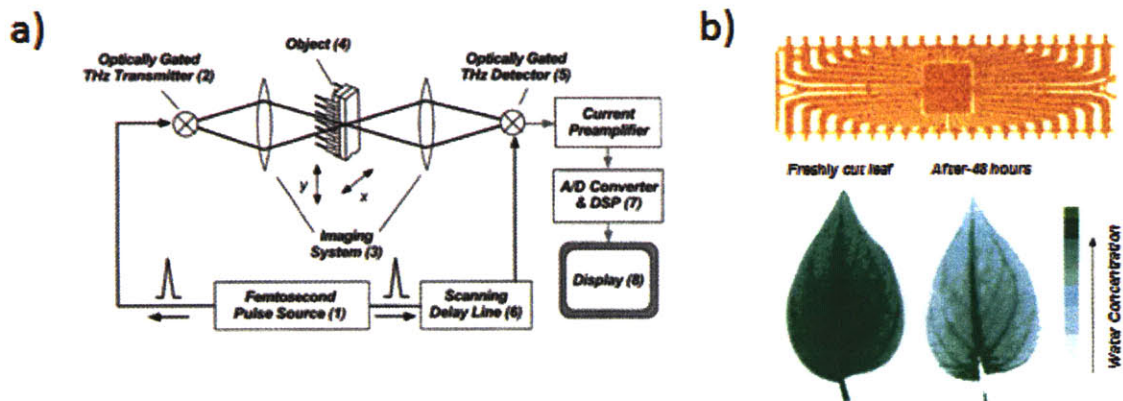 a)
Object (4)
Optically Gated
THz Transmitter (2)
Optically Gated
THz Detector (5)
Current
Preamplifier
y
x
A/D Converter
& DSP (7)
Imaging
System (3)
Display (8)
Femtosecond
Pulse Source (1)
Scanning
Delay Line (6)
b)
Freshly cut leaf
After-48 hours
Water Concentration